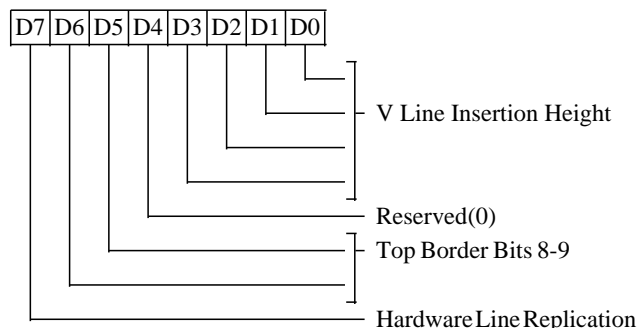 D7 D6 D5 D4 D3 D2 D1 D0
V Line Insertion Height
Reserved(0)
Top Border Bits 8-9
Hardware Line Replication